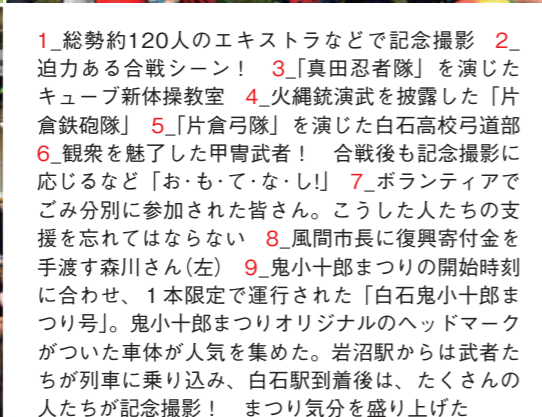 1_総勢約120人のエキストラなどで記念撮影　2_
迫力ある合戦シーン！　3_「真田忍者隊」を演じた
キューブ新体操教室　4_火縄銃演武を披露した「片
倉鉄砲隊」　5_「片倉弓隊」を演じた白石高校弓道部
6_観衆を魅了した甲冑武者！　合戦後も記念撮影に
応じるなど「お・も・て・な・し!」　7_ボランティアで
ごみ分別に参加された皆さん。こうした人たちの支
援を忘れてはならない　8_風間市長に復興寄付金を
手渡す森川さん(左)　9_鬼小十郎まつりの開始時刻
に合わせ、１本限定で運行された「白石鬼小十郎ま
つり号」。鬼小十郎まつりオリジナルのヘッドマーク
がついた車体が人気を集めた。岩沼駅からは武者た
ちが列車に乗り込み、白石駅到着後は、たくさんの
人たちが記念撮影！　まつり気分を盛り上げた